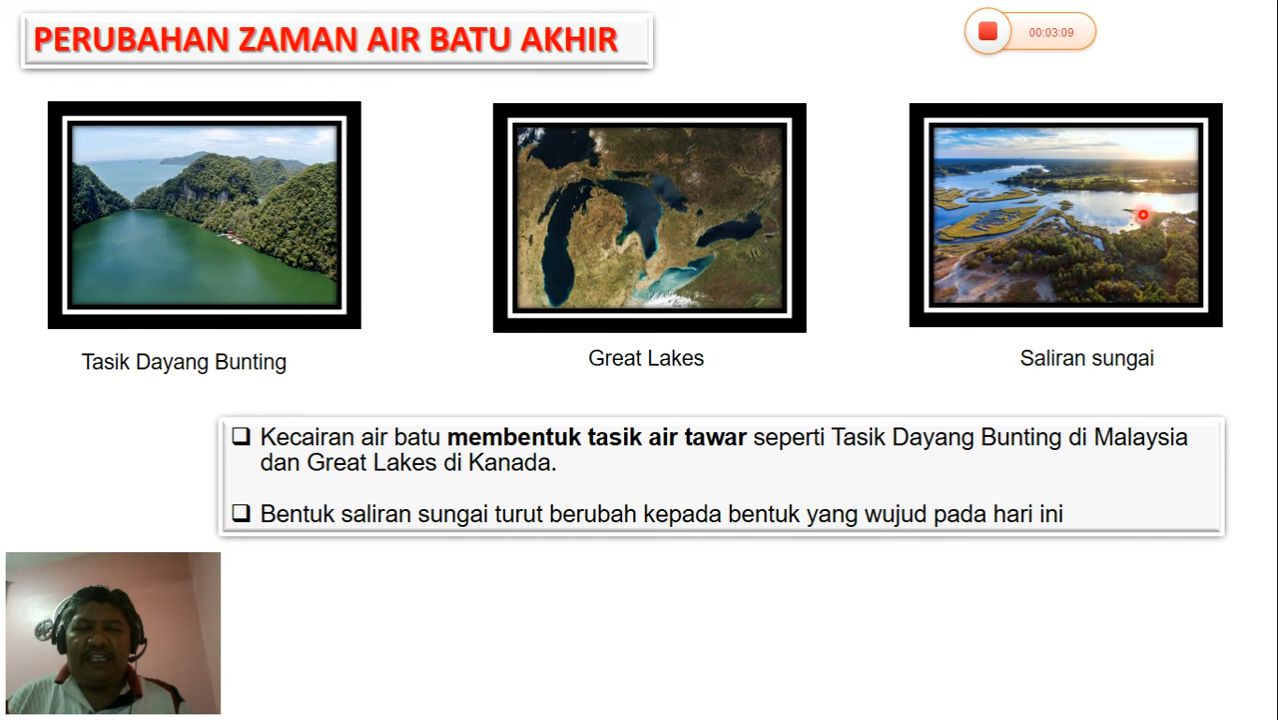 PERUBAHAN ZAMAN AIR BATU AKHIR
00:03:09
Tasik Dayang Bunting
Great Lakes
Saliran sungai
Kecairan air batu membentuk tasik air tawar seperti Tasik Dayang Bunting di Malaysia
dan Great Lakes di Kanada.
Bentuk saliran sungai turut berubah kepada bentuk yang wujud pada hari ini